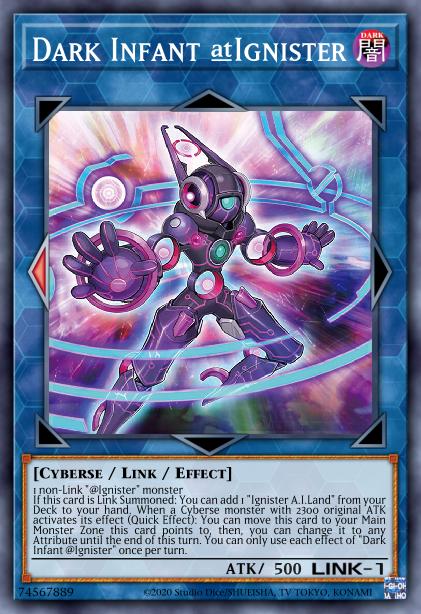 DARK INFANT @IGNISTER
DARK
闇
[CYBERSE / LINK / EFFECT]
1 non-Link "@Ignister" monster
If this card is Link Summoned: You can add 1 "Ignister A.I.Land" from your
Deck to your hand. When a Cyberse monster with 2300 original ATK
activates its effect (Quick Effect): You can move this card to your Main
Monster Zone this card points to, then, you can change it to any
Attribute until the end of this turn. You can only use each effect of "Dark
Infant @Ignister" once per turn.
ATK/ 500 LINK-1
74567889 ©2020 Studio Dice/SHUEISHA, TV TOKYO, KONAMI